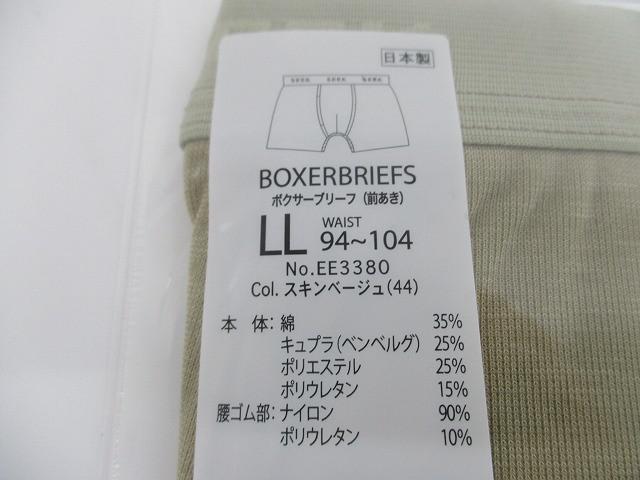 日本製
SEEK SEEK SEEK
BOXERBRIEFS
ボクサーブリーフ（前あき）
LL WAIST 94~104
No.EE3380
Col. スキンベージュ(44)
本　体：綿 35%
キュプラ（ベンベルグ） 25%
ポリエステル 25%
ポリウレタン 15%
腰ゴム部：ナイロン 90%
ポリウレタン 10%